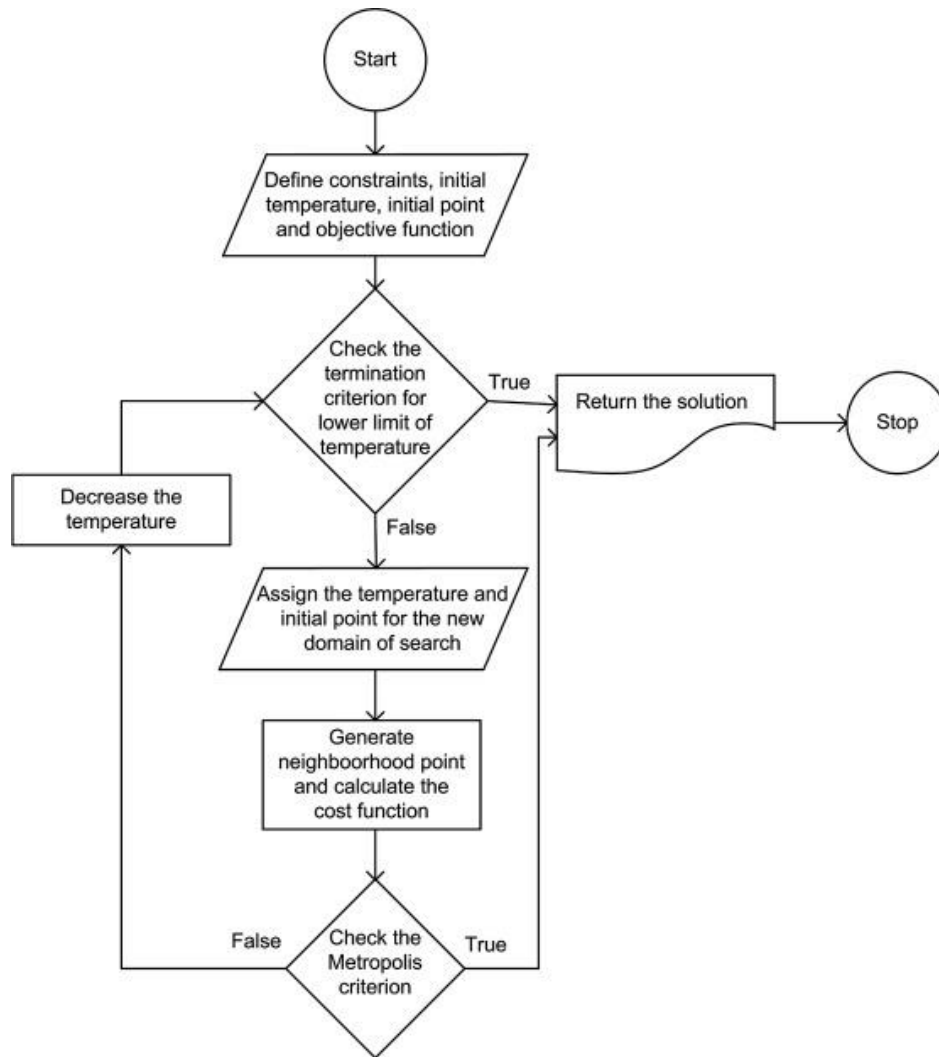 Start
Define constraints, initial
temperature, initial point
and objective function
Check the
termination
criterion for
lower limit of
temperature
True
Return the solution
Stop
Decrease the
temperature
False
Assign the temperature and
initial point for the new
domain of search
Generate
neighboorhood point
and calculate the
cost function
False
Check the
Metropolis
criterion
True